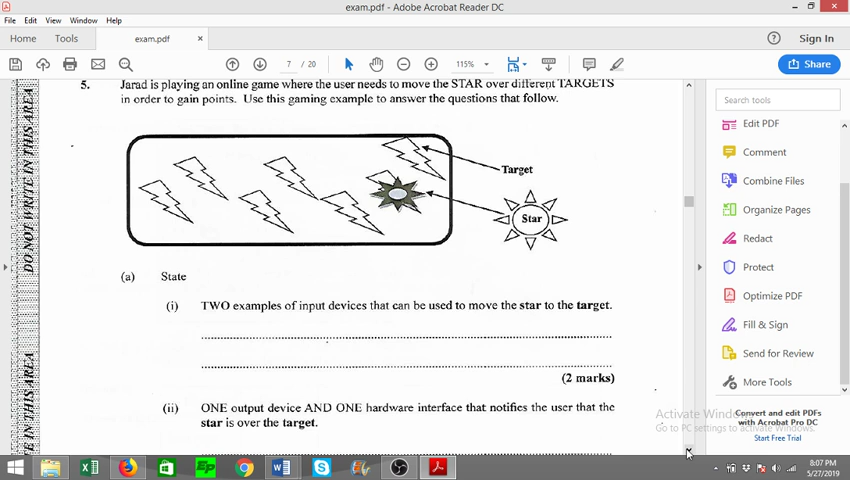 exam.pdf - Adobe Acrobat Reader DC
File Edit View Window Help
Home Tools exam.pdf × Sign In
7 / 20 115% Share
5. Jarad is playing an online game where the user needs to move the STAR over different TARGETS
in order to gain points. Use this gaming example to answer the questions that follow.
Target
Star
(a) State
(i) TWO examples of input devices that can be used to move the star to the target.
(2 marks)
(ii) ONE output device AND ONE hardware interface that notifies the user that the
star is over the target.
DO NOT WRITE IN THIS AREA
E IN THIS AREA
Search tools
Edit PDF
Comment
Combine Files
Organize Pages
Redact
Protect
Optimize PDF
Fill & Sign
Send for Review
More Tools
Convert and edit PDFs
with Acrobat Pro DC
Start Free Trial
Activate Windows
Go to PC settings to activate Windows.
Ep
8:07 PM
5/27/2019